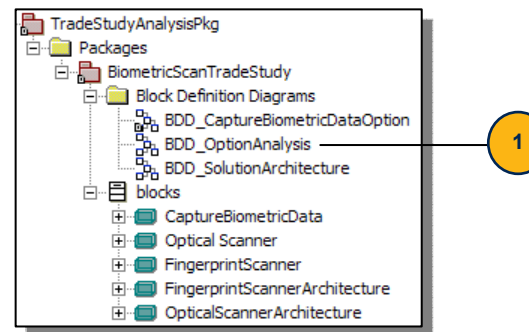 TradeStudyAnalysisPkg
Packages
BiometricScanTradeStudy
Block Definition Diagrams
BDD_CaptureBiometricDataOption
BDD_OptionAnalysis
1
BDD_SolutionArchitecture
blocks
CaptureBiometricData
Optical Scanner
FingerprintScanner
FingerprintScannerArchitecture
OpticalScannerArchitecture